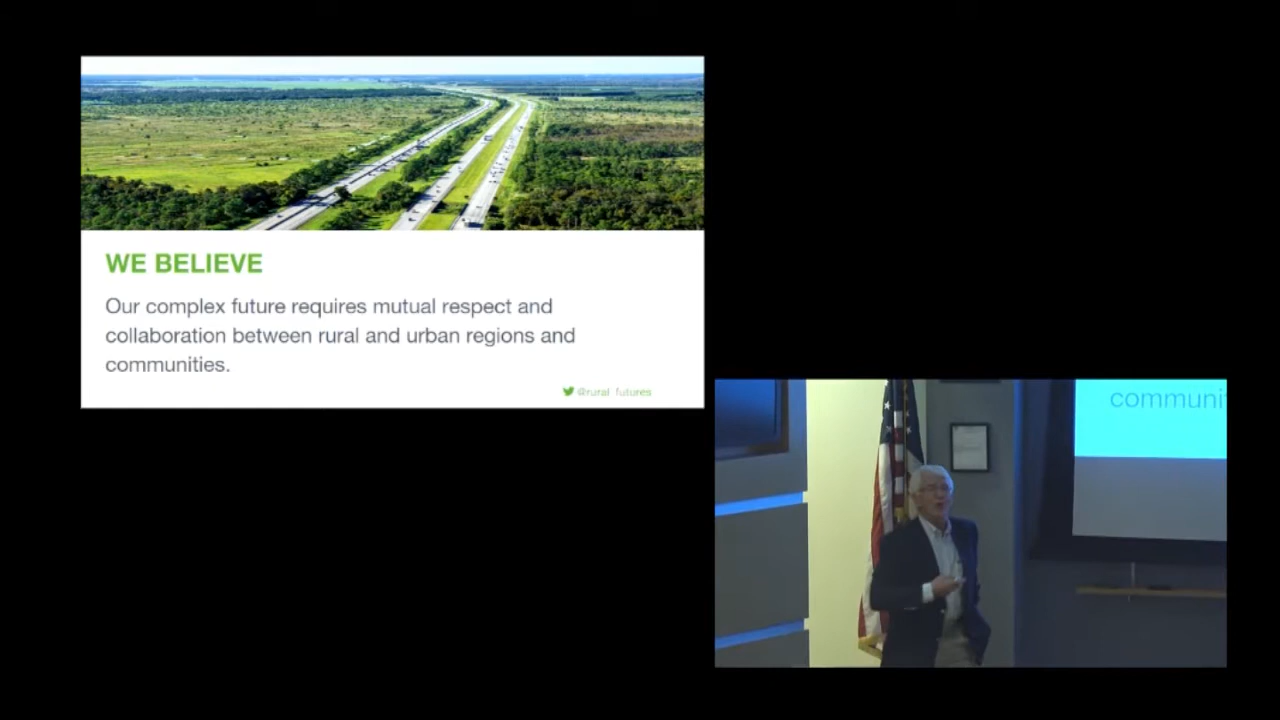 WE BELIEVE
Our complex future requires mutual respect and
collaboration between rural and urban regions and
communities.
@rural_futures
communi